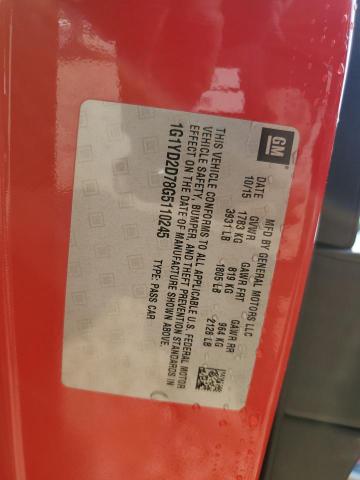 GM
MFD BY GENERAL MOTORS LLC
DATE GVWR GAWR FRT GAWR RR
10/15 1783 KG 819 KG 964 KG
3931 LB 1805 LB 2126 LB
THIS VEHICLE CONFORMS TO ALL APPLICABLE U.S. FEDERAL MOTOR
VEHICLE SAFETY, BUMPER, AND THEFT PREVENTION STANDARDS IN
EFFECT ON THE DATE OF MANUFACTURE SHOWN ABOVE.
1G1YD2D78G5110245 TYPE: PASS CAR